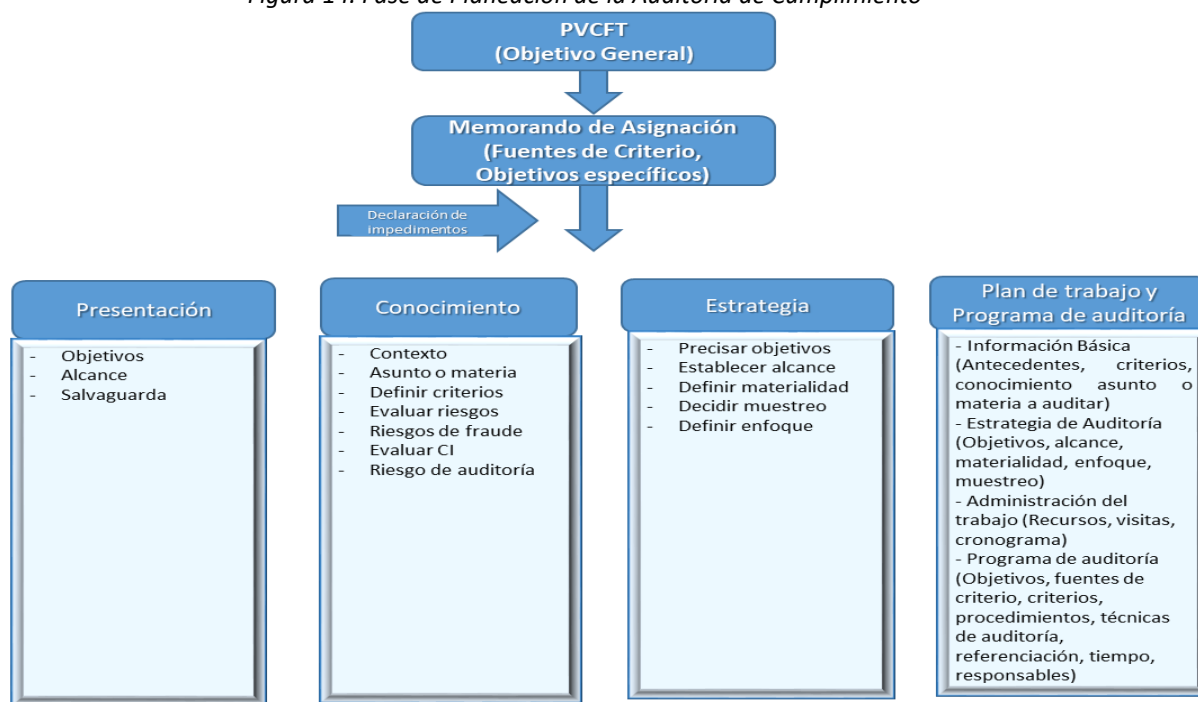 Figura 14. Fase de Planeación de la Auditoría de Cumplimiento
PVCFT
(Objetivo General)
Memorando de Asignación
(Fuentes de Criterio,
Objetivos específicos)
Declaración de
impedimentos
Presentación
- Objetivos
- Alcance
- Salvaguarda
Conocimiento
- Contexto
- Asunto o materia
- Definir criterios
- Evaluar riesgos
- Riesgos de fraude
- Evaluar CI
- Riesgo de auditoría
Estrategia
- Precisar objetivos
- Establecer alcance
- Definir materialidad
- Decidir muestreo
- Definir enfoque
Plan de trabajo y
Programa de auditoría
- Información Básica
(Antecedentes, criterios,
conocimiento asunto o
materia a auditar)
- Estrategia de Auditoría
(Objetivos, alcance,
materialidad, enfoque,
muestreo)
- Administración del
trabajo (Recursos, visitas,
cronograma)
- Programa de auditoría
(Objetivos, fuentes de
criterio, criterios,
procedimientos, técnicas
de auditoría,
referenciación, tiempo,
responsables)